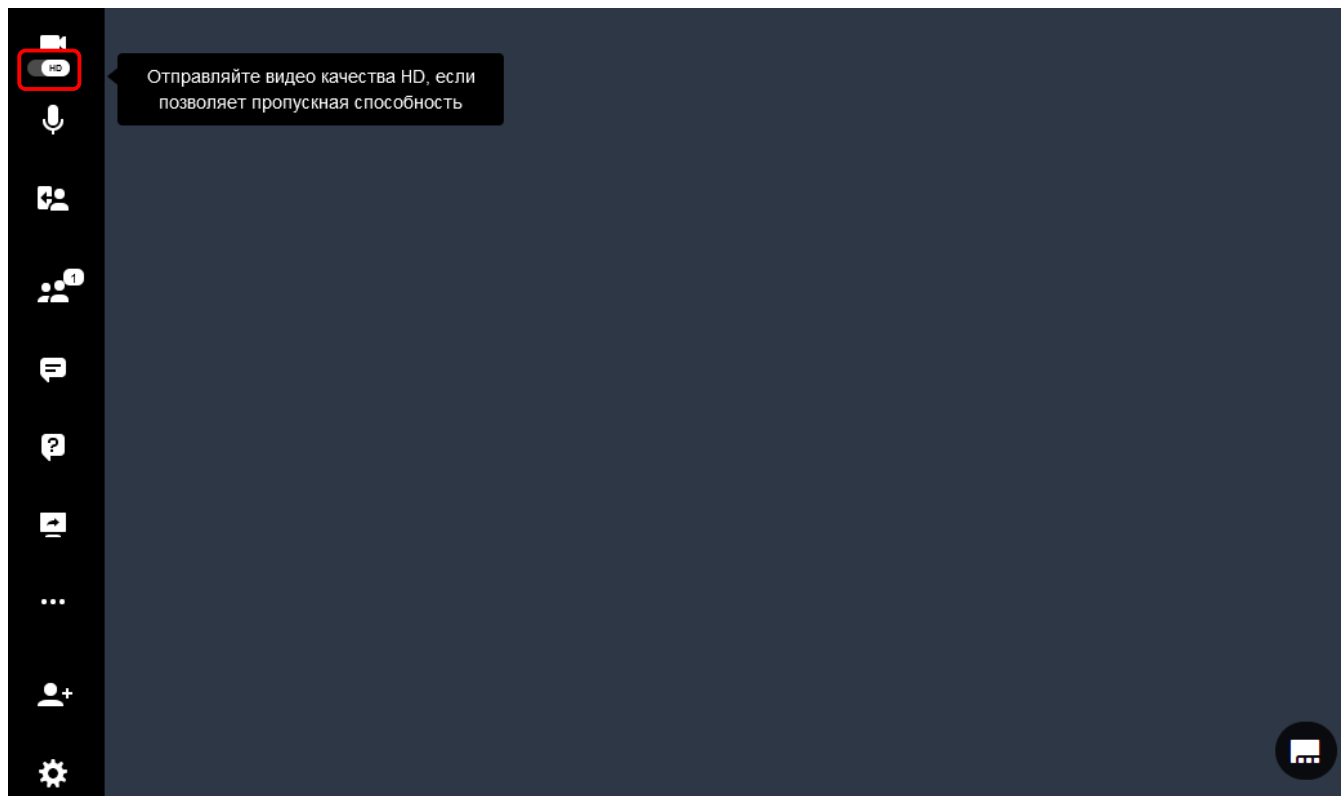 HD
Отправляйте видео качества HD, если
позволяет пропускная способность
1
?